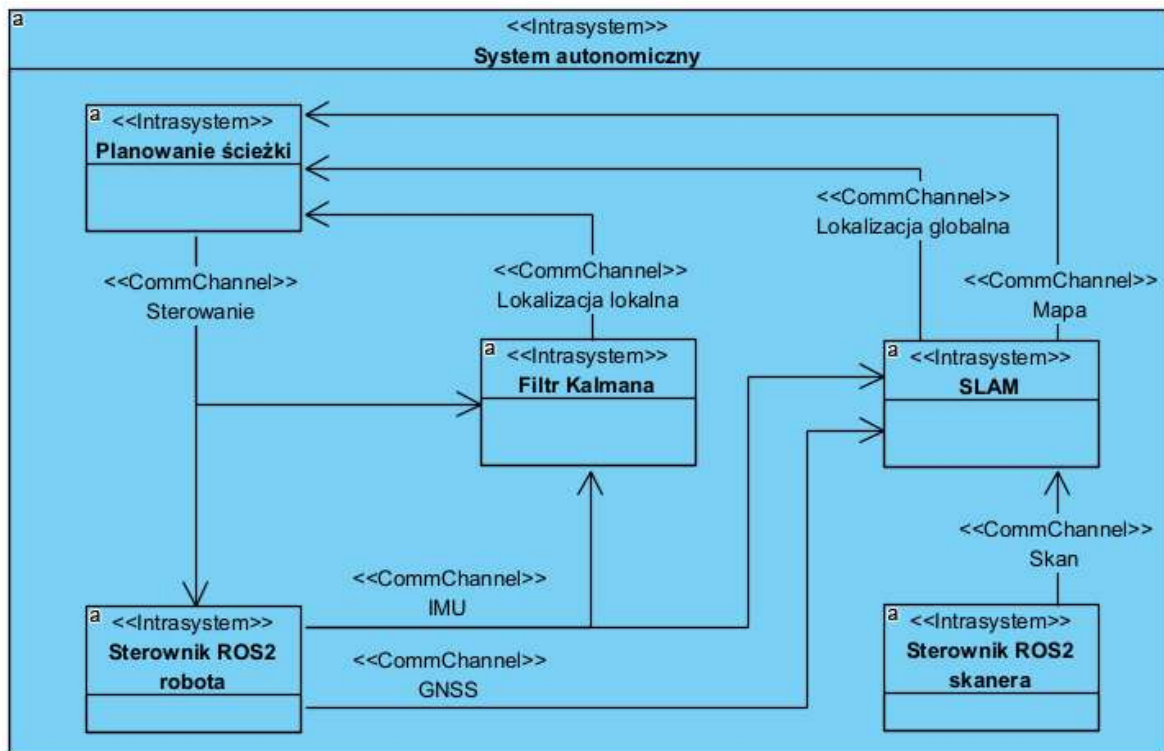 a
<<Intrasystem>>
System autonomiczny
a
<<Intrasystem>>
Planowanie ścieżki
<<CommChannel>>
Lokalizacja globalna
<<CommChannel>>
Sterowanie
<<CommChannel>>
Lokalizacja lokalna
<<CommChannel>>
Mapa
a
<<Intrasystem>>
Filtr Kalmana
a
<<Intrasystem>>
SLAM
<<CommChannel>>
Skan
<<CommChannel>>
IMU
a
<<Intrasystem>>
Sterownik ROS2
robota
<<CommChannel>>
GNSS
a
<<Intrasystem>>
Sterownik ROS2
skanera